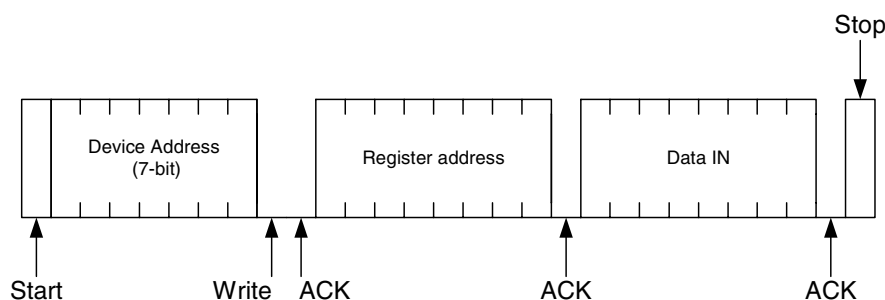 Stop
Device Address
(7-bit)
Register address
Data IN
Start
Write
ACK
ACK
ACK